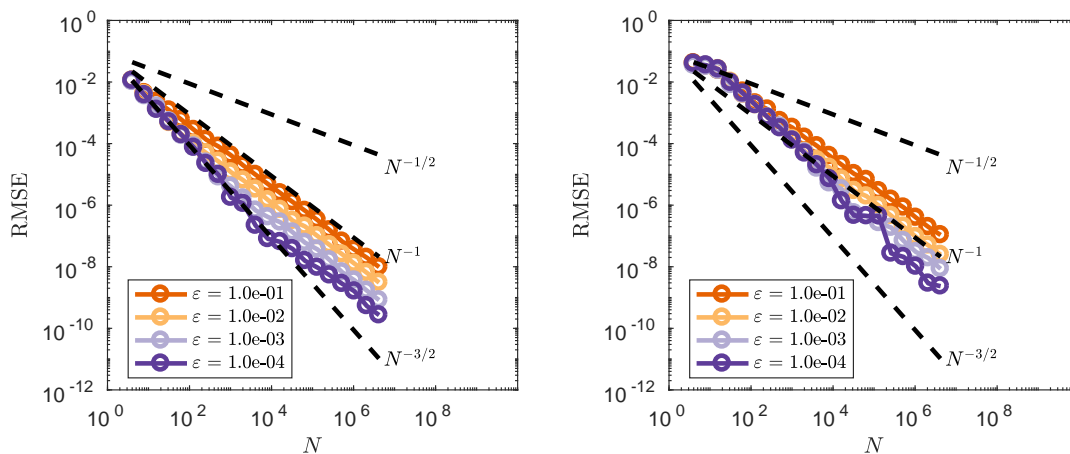 10^0
10^-2
10^-4
10^-6
10^-8
10^-10
10^-12
RMSE
10^0 10^2 10^4 10^6 10^8
N
N^{-1/2}
N^{-1}
N^{-3/2}
ε = 1.0e-01
ε = 1.0e-02
ε = 1.0e-03
ε = 1.0e-04
10^0
10^-2
10^-4
10^-6
10^-8
10^-10
10^-12
RMSE
10^0 10^2 10^4 10^6 10^8
N
N^{-1/2}
N^{-1}
N^{-3/2}
ε = 1.0e-01
ε = 1.0e-02
ε = 1.0e-03
ε = 1.0e-04